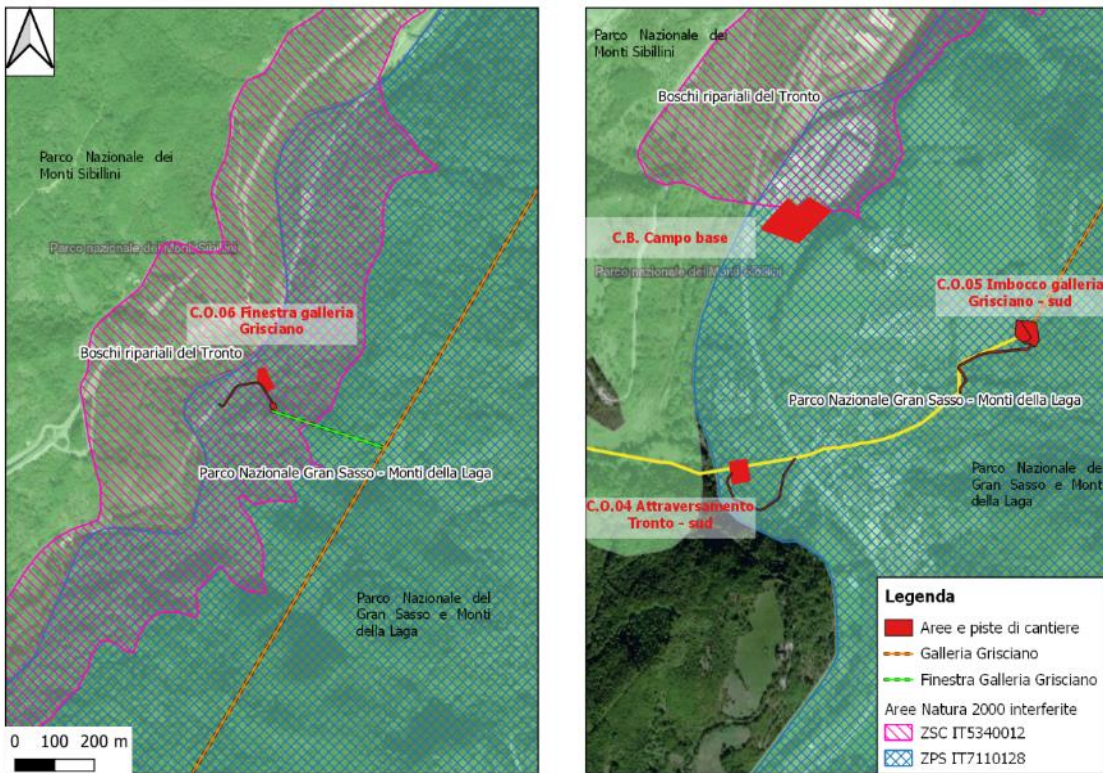 Parco Nazionale dei
Monti Sibillini
Parco nazionale dei Monti Sibillini
C.O.06 Finestra galleria
Grisciano
Boschi ripariali del Tronto
Parco Nazionale Gran Sasso - Monti della Laga
Parco Nazionale del
Gran Sasso e Monti
della Laga
0 100 200 m
Parco Nazionale dei
Monti Sibillini
Boschi ripariali del Tronto
C.B. Campo base
Parco nazionale dei Monti Sibillini
C.O.05 Imbocco galleria
Grisciano - sud
Parco Nazionale Gran Sasso - Monti della Laga
Parco Nazionale de
Gran Sasso e Monti
della Laga
C.O.04 Attraversamento
Tronto - sud
Legenda
Aree e piste di cantiere
Galleria Grisciano
Finestra Galleria Grisciano
Aree Natura 2000 interferite
ZSC IT5340012
ZPS IT7110128